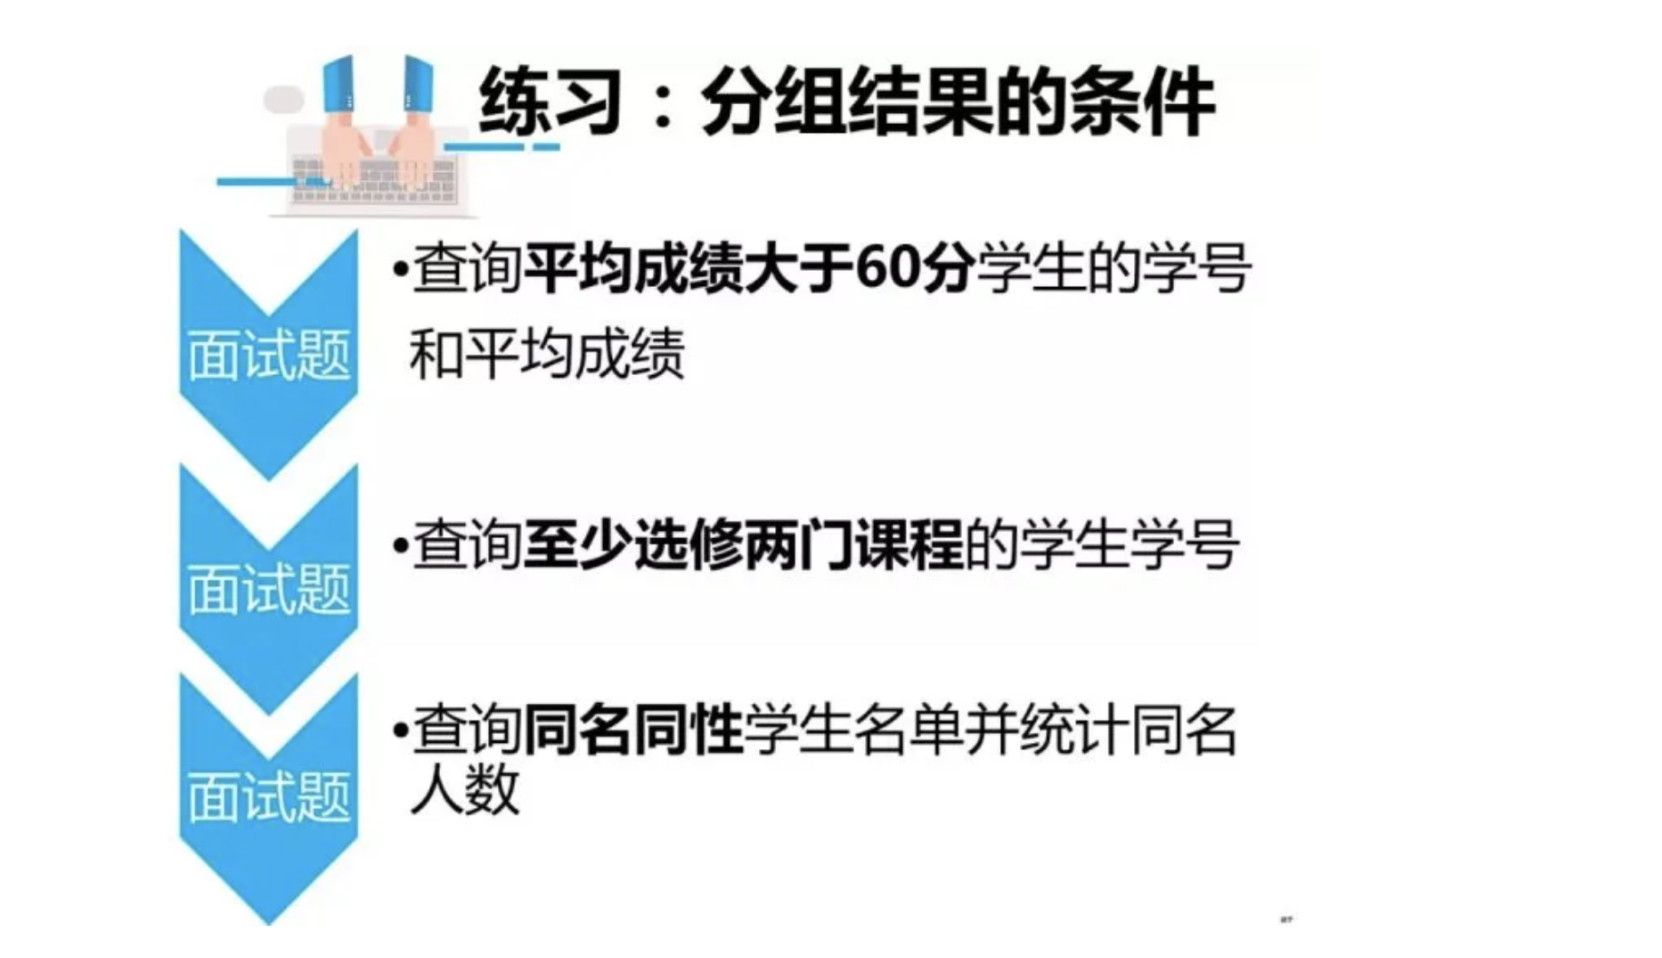 练习：分组结果的条件
•查询平均成绩大于60分学生的学号
和平均成绩
面试题
•查询至少选修两门课程的学生学号
面试题
•查询同名同性学生名单并统计同名
人数
面试题